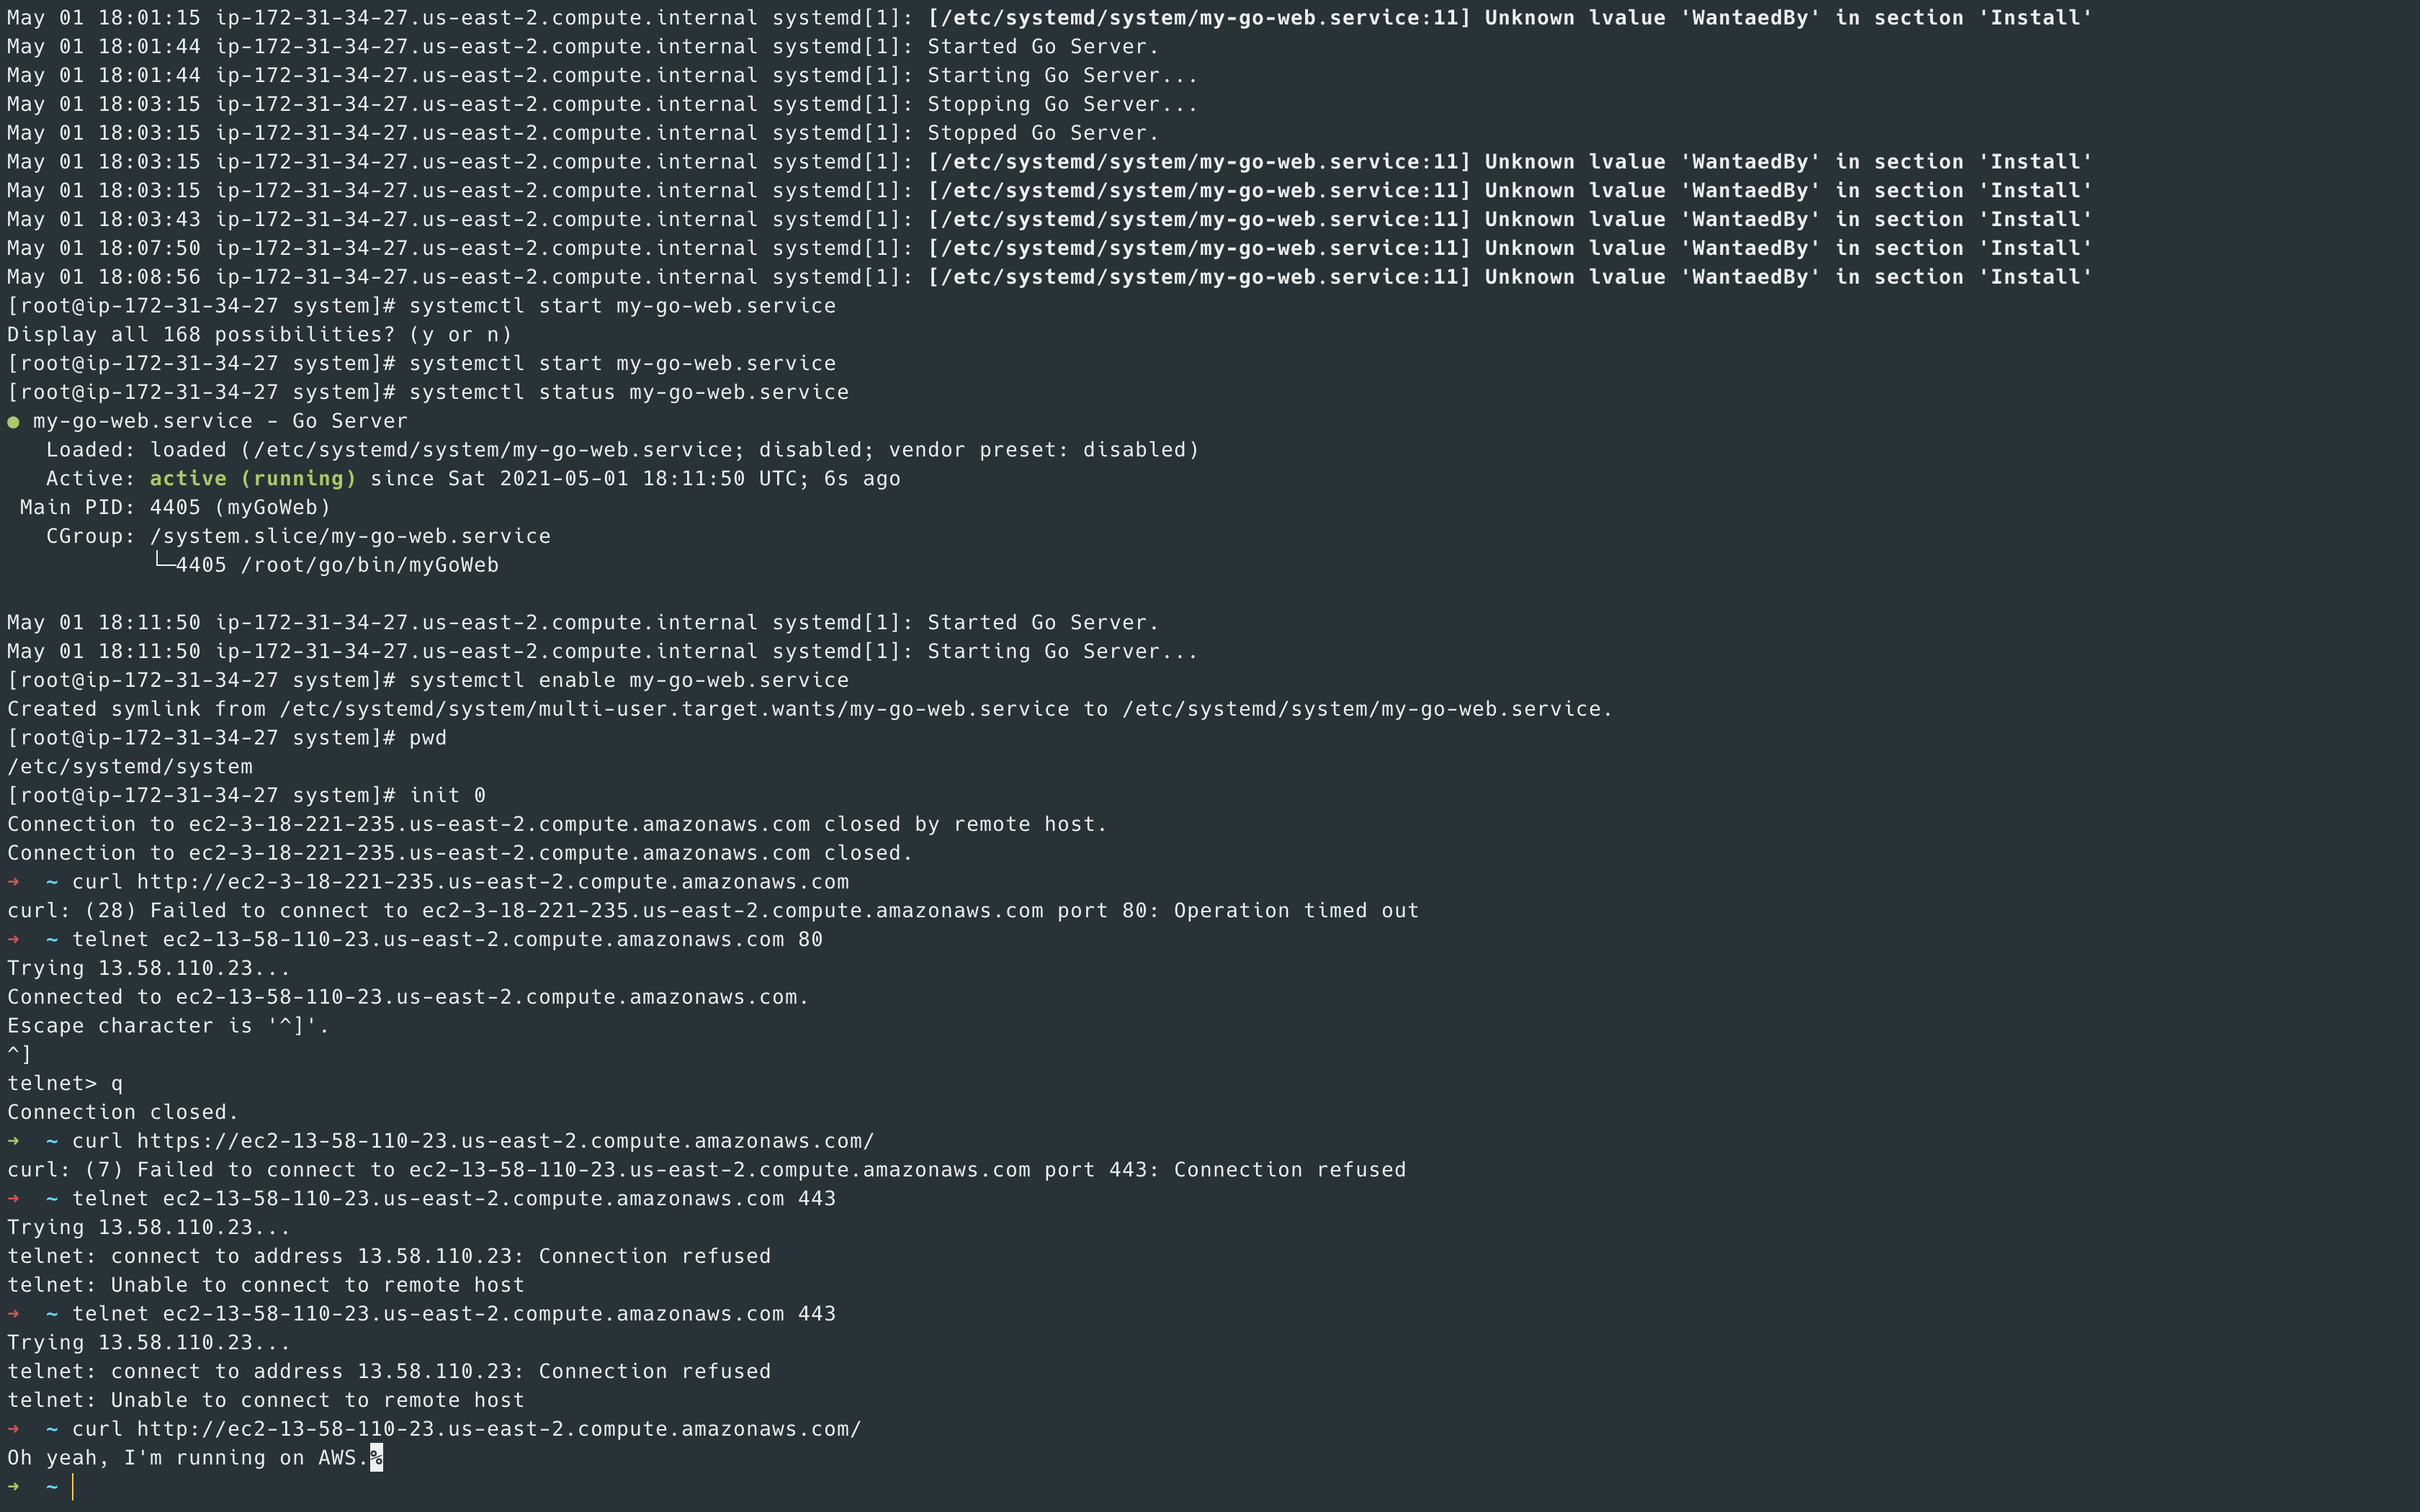 May 01 18:01:15 ip-172-31-34-27.us-east-2.compute.internal systemd[1]: [/etc/systemd/system/my-go-web.service:11] Unknown lvalue 'WantaedBy' in section 'Install'
May 01 18:01:44 ip-172-31-34-27.us-east-2.compute.internal systemd[1]: Started Go Server.
May 01 18:01:44 ip-172-31-34-27.us-east-2.compute.internal systemd[1]: Starting Go Server...
May 01 18:03:15 ip-172-31-34-27.us-east-2.compute.internal systemd[1]: Stopping Go Server...
May 01 18:03:15 ip-172-31-34-27.us-east-2.compute.internal systemd[1]: Stopped Go Server.
May 01 18:03:15 ip-172-31-34-27.us-east-2.compute.internal systemd[1]: [/etc/systemd/system/my-go-web.service:11] Unknown lvalue 'WantaedBy' in section 'Install'
May 01 18:03:15 ip-172-31-34-27.us-east-2.compute.internal systemd[1]: [/etc/systemd/system/my-go-web.service:11] Unknown lvalue 'WantaedBy' in section 'Install'
May 01 18:03:43 ip-172-31-34-27.us-east-2.compute.internal systemd[1]: [/etc/systemd/system/my-go-web.service:11] Unknown lvalue 'WantaedBy' in section 'Install'
May 01 18:07:50 ip-172-31-34-27.us-east-2.compute.internal systemd[1]: [/etc/systemd/system/my-go-web.service:11] Unknown lvalue 'WantaedBy' in section 'Install'
May 01 18:08:56 ip-172-31-34-27.us-east-2.compute.internal systemd[1]: [/etc/systemd/system/my-go-web.service:11] Unknown lvalue 'WantaedBy' in section 'Install'
[root@ip-172-31-34-27 system]# systemctl start my-go-web.service
Display all 168 possibilities? (y or n)
[root@ip-172-31-34-27 system]# systemctl start my-go-web.service
[root@ip-172-31-34-27 system]# systemctl status my-go-web.service
● my-go-web.service - Go Server
   Loaded: loaded (/etc/systemd/system/my-go-web.service; disabled; vendor preset: disabled)
   Active: active (running) since Sat 2021-05-01 18:11:50 UTC; 6s ago
 Main PID: 4405 (myGoWeb)
   CGroup: /system.slice/my-go-web.service
           └─4405 /root/go/bin/myGoWeb

May 01 18:11:50 ip-172-31-34-27.us-east-2.compute.internal systemd[1]: Started Go Server.
May 01 18:11:50 ip-172-31-34-27.us-east-2.compute.internal systemd[1]: Starting Go Server...
[root@ip-172-31-34-27 system]# systemctl enable my-go-web.service
Created symlink from /etc/systemd/system/multi-user.target.wants/my-go-web.service to /etc/systemd/system/my-go-web.service.
[root@ip-172-31-34-27 system]# pwd
/etc/systemd/system
[root@ip-172-31-34-27 system]# init 0
Connection to ec2-3-18-221-235.us-east-2.compute.amazonaws.com closed by remote host.
Connection to ec2-3-18-221-235.us-east-2.compute.amazonaws.com closed.
➜  ~ curl http://ec2-3-18-221-235.us-east-2.compute.amazonaws.com
curl: (28) Failed to connect to ec2-3-18-221-235.us-east-2.compute.amazonaws.com port 80: Operation timed out
➜  ~ telnet ec2-13-58-110-23.us-east-2.compute.amazonaws.com 80
Trying 13.58.110.23...
Connected to ec2-13-58-110-23.us-east-2.compute.amazonaws.com.
Escape character is '^]'.
^]
telnet> q
Connection closed.
➜  ~ curl https://ec2-13-58-110-23.us-east-2.compute.amazonaws.com/
curl: (7) Failed to connect to ec2-13-58-110-23.us-east-2.compute.amazonaws.com port 443: Connection refused
➜  ~ telnet ec2-13-58-110-23.us-east-2.compute.amazonaws.com 443
Trying 13.58.110.23...
telnet: connect to address 13.58.110.23: Connection refused
telnet: Unable to connect to remote host
➜  ~ telnet ec2-13-58-110-23.us-east-2.compute.amazonaws.com 443
Trying 13.58.110.23...
telnet: connect to address 13.58.110.23: Connection refused
telnet: Unable to connect to remote host
➜  ~ curl http://ec2-13-58-110-23.us-east-2.compute.amazonaws.com/
Oh yeah, I'm running on AWS.%
➜  ~